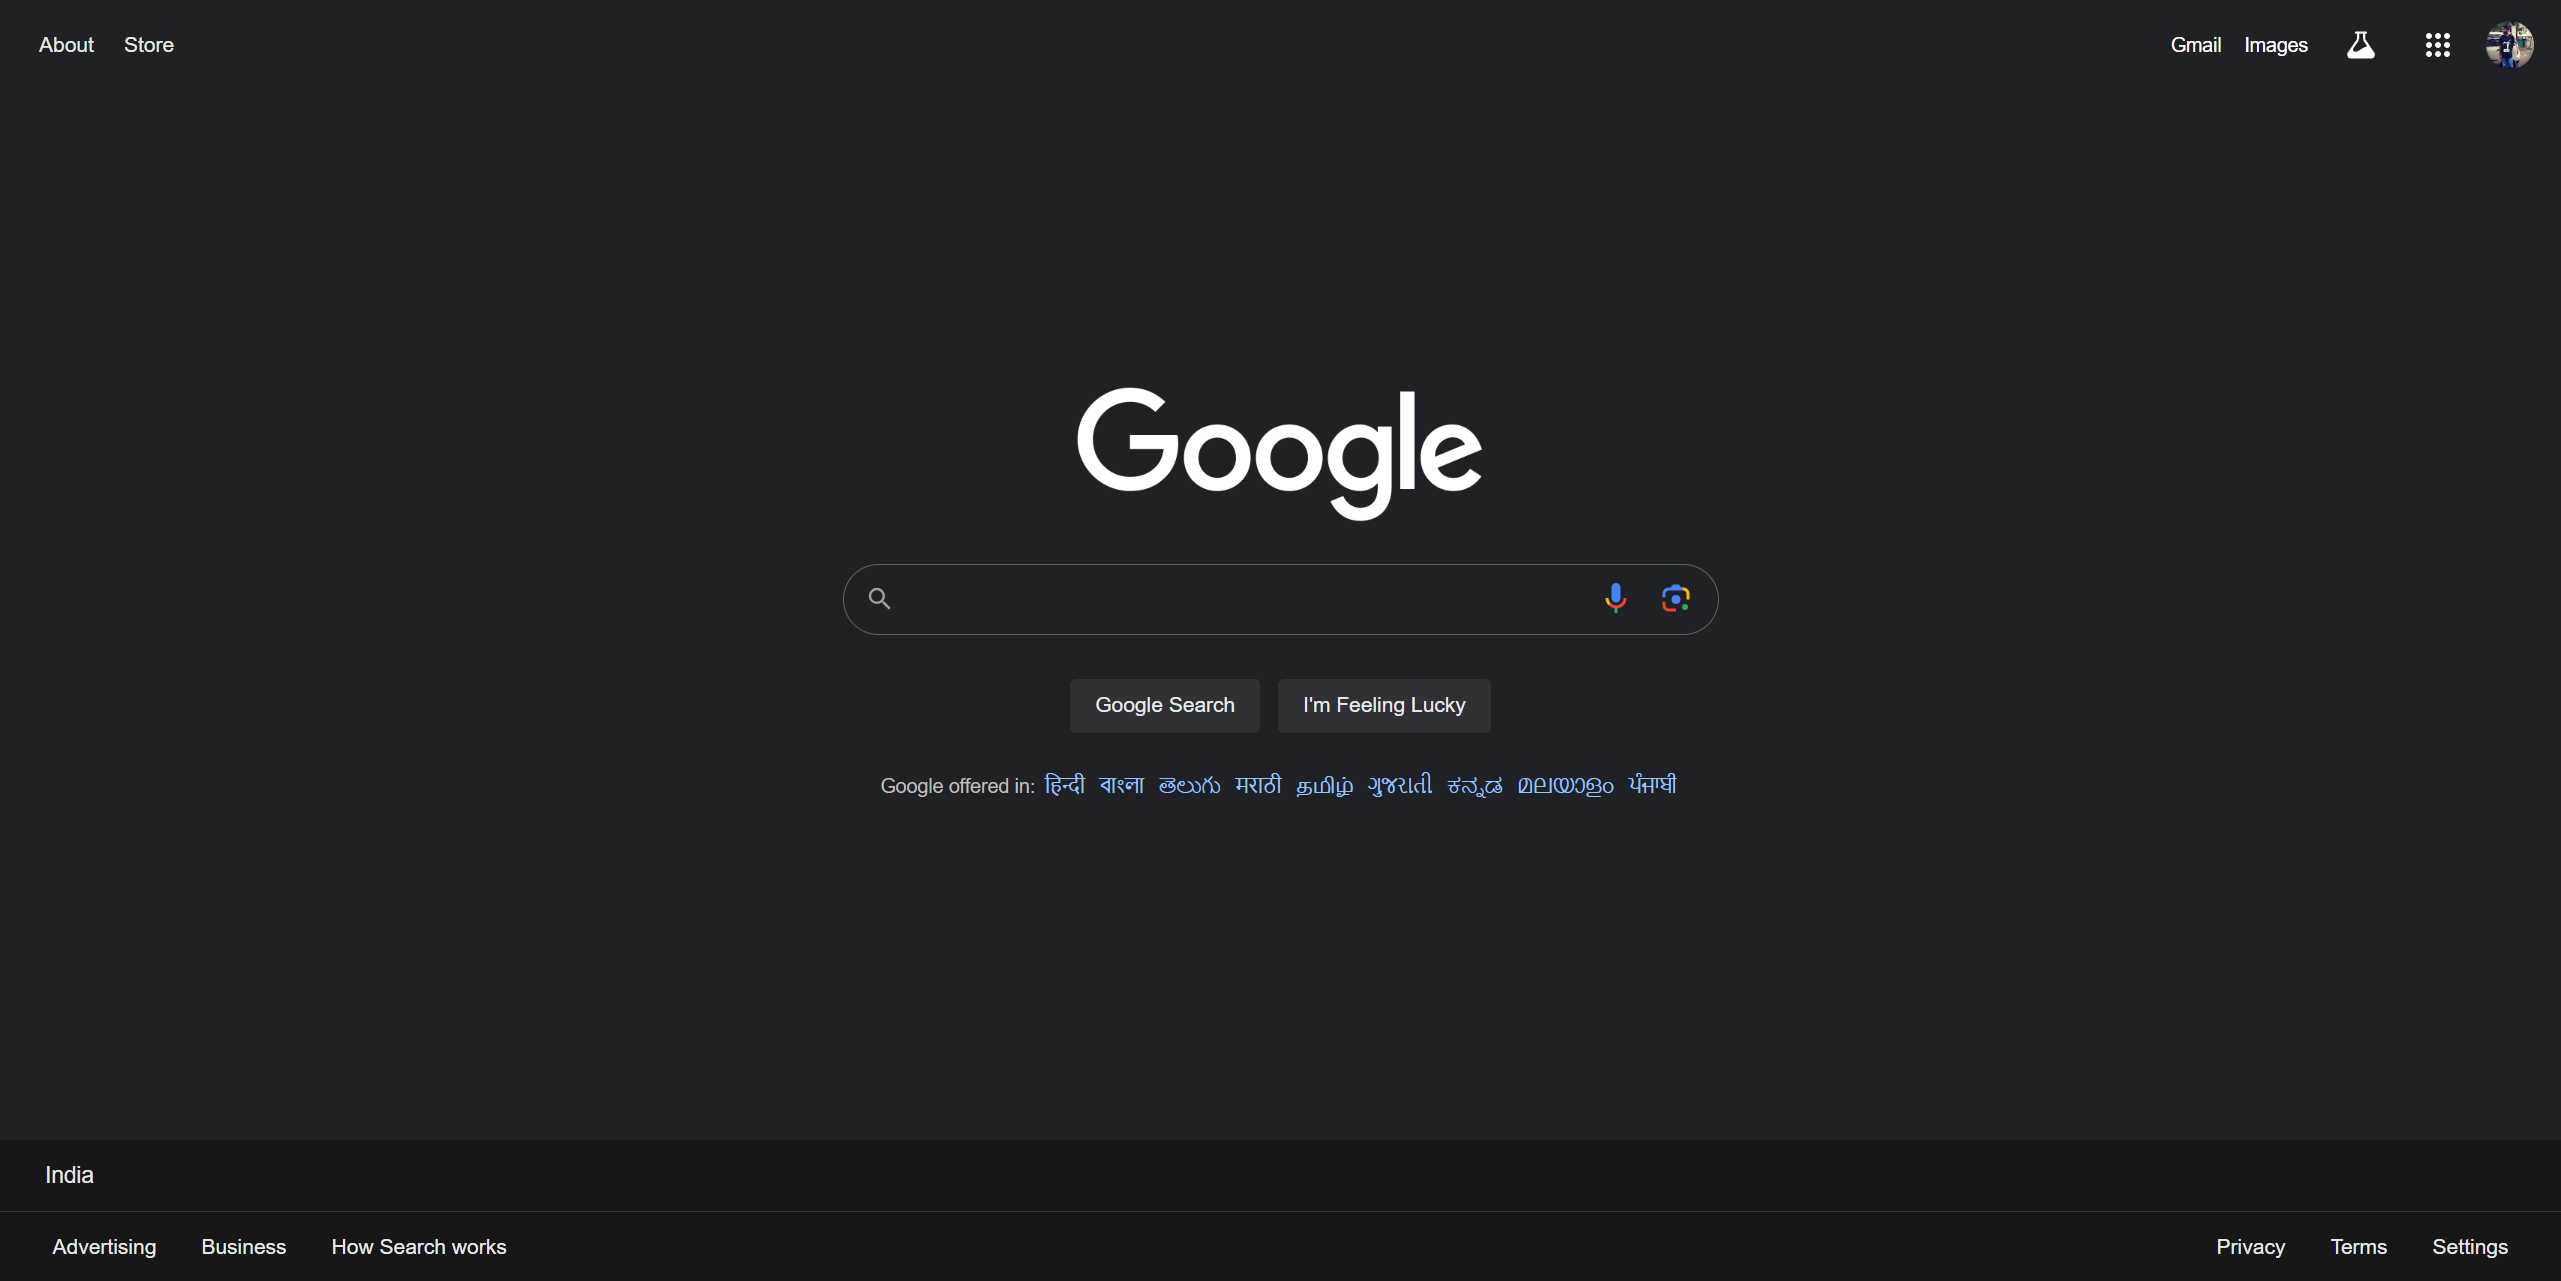 About Store Gmail Images
Google
Google Search I'm Feeling Lucky
Google offered in: हिन्दी বাংলা తెలుగు मराठी தமிழ் ગુજરાતી ಕನ್ನಡ മലയാളം ਪੰਜਾਬੀ
India
Advertising Business How Search works Privacy Terms Settings